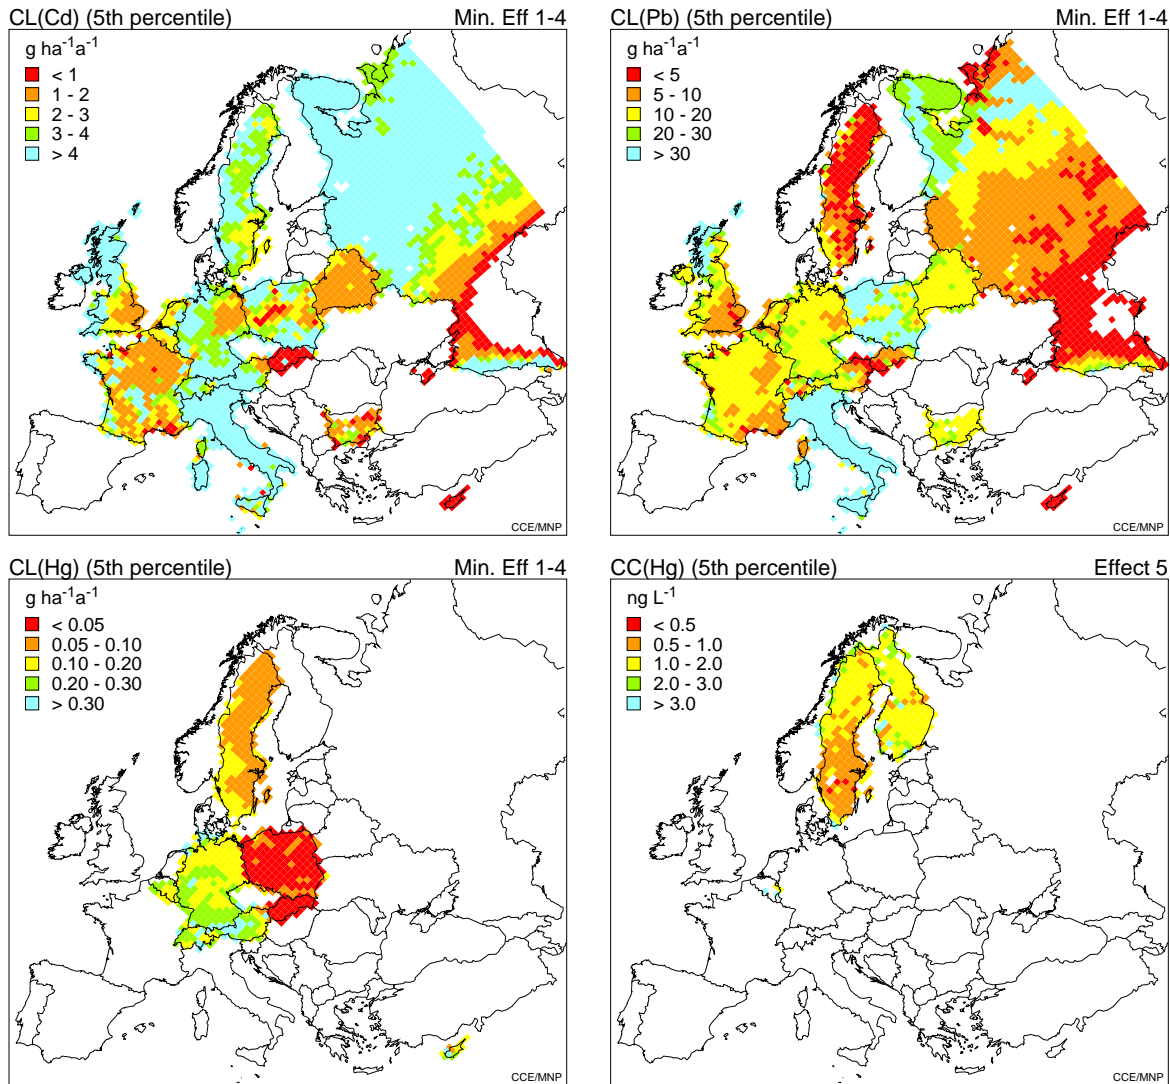 CL(Cd) (5th percentile) Min. Eff 1-4
g ha⁻¹a⁻¹
< 1
1 - 2
2 - 3
3 - 4
> 4
CCE/MNP
CL(Pb) (5th percentile) Min. Eff 1-4
g ha⁻¹a⁻¹
< 5
5 - 10
10 - 20
20 - 30
> 30
CCE/MNP
CL(Hg) (5th percentile) Min. Eff 1-4
g ha⁻¹a⁻¹
< 0.05
0.05 - 0.10
0.10 - 0.20
0.20 - 0.30
> 0.30
CCE/MNP
CC(Hg) (5th percentile) Effect 5
ng L⁻¹
< 0.5
0.5 - 1.0
1.0 - 2.0
2.0 - 3.0
> 3.0
CCE/MNP